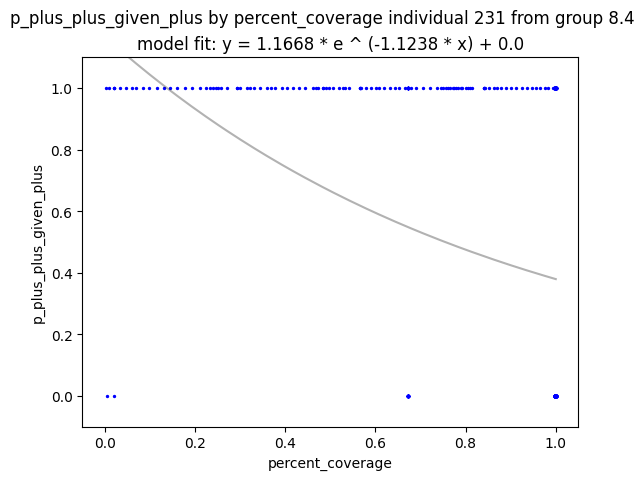 p_plus_plus_given_plus by percent_coverage individual 231 from group 8.4
model fit: y = 1.1668 * e ^ (-1.1238 * x) + 0.0
1.0
0.8
0.6
0.4
0.2
0.0
p_plus_plus_given_plus
0.0 0.2 0.4 0.6 0.8 1.0
percent_coverage